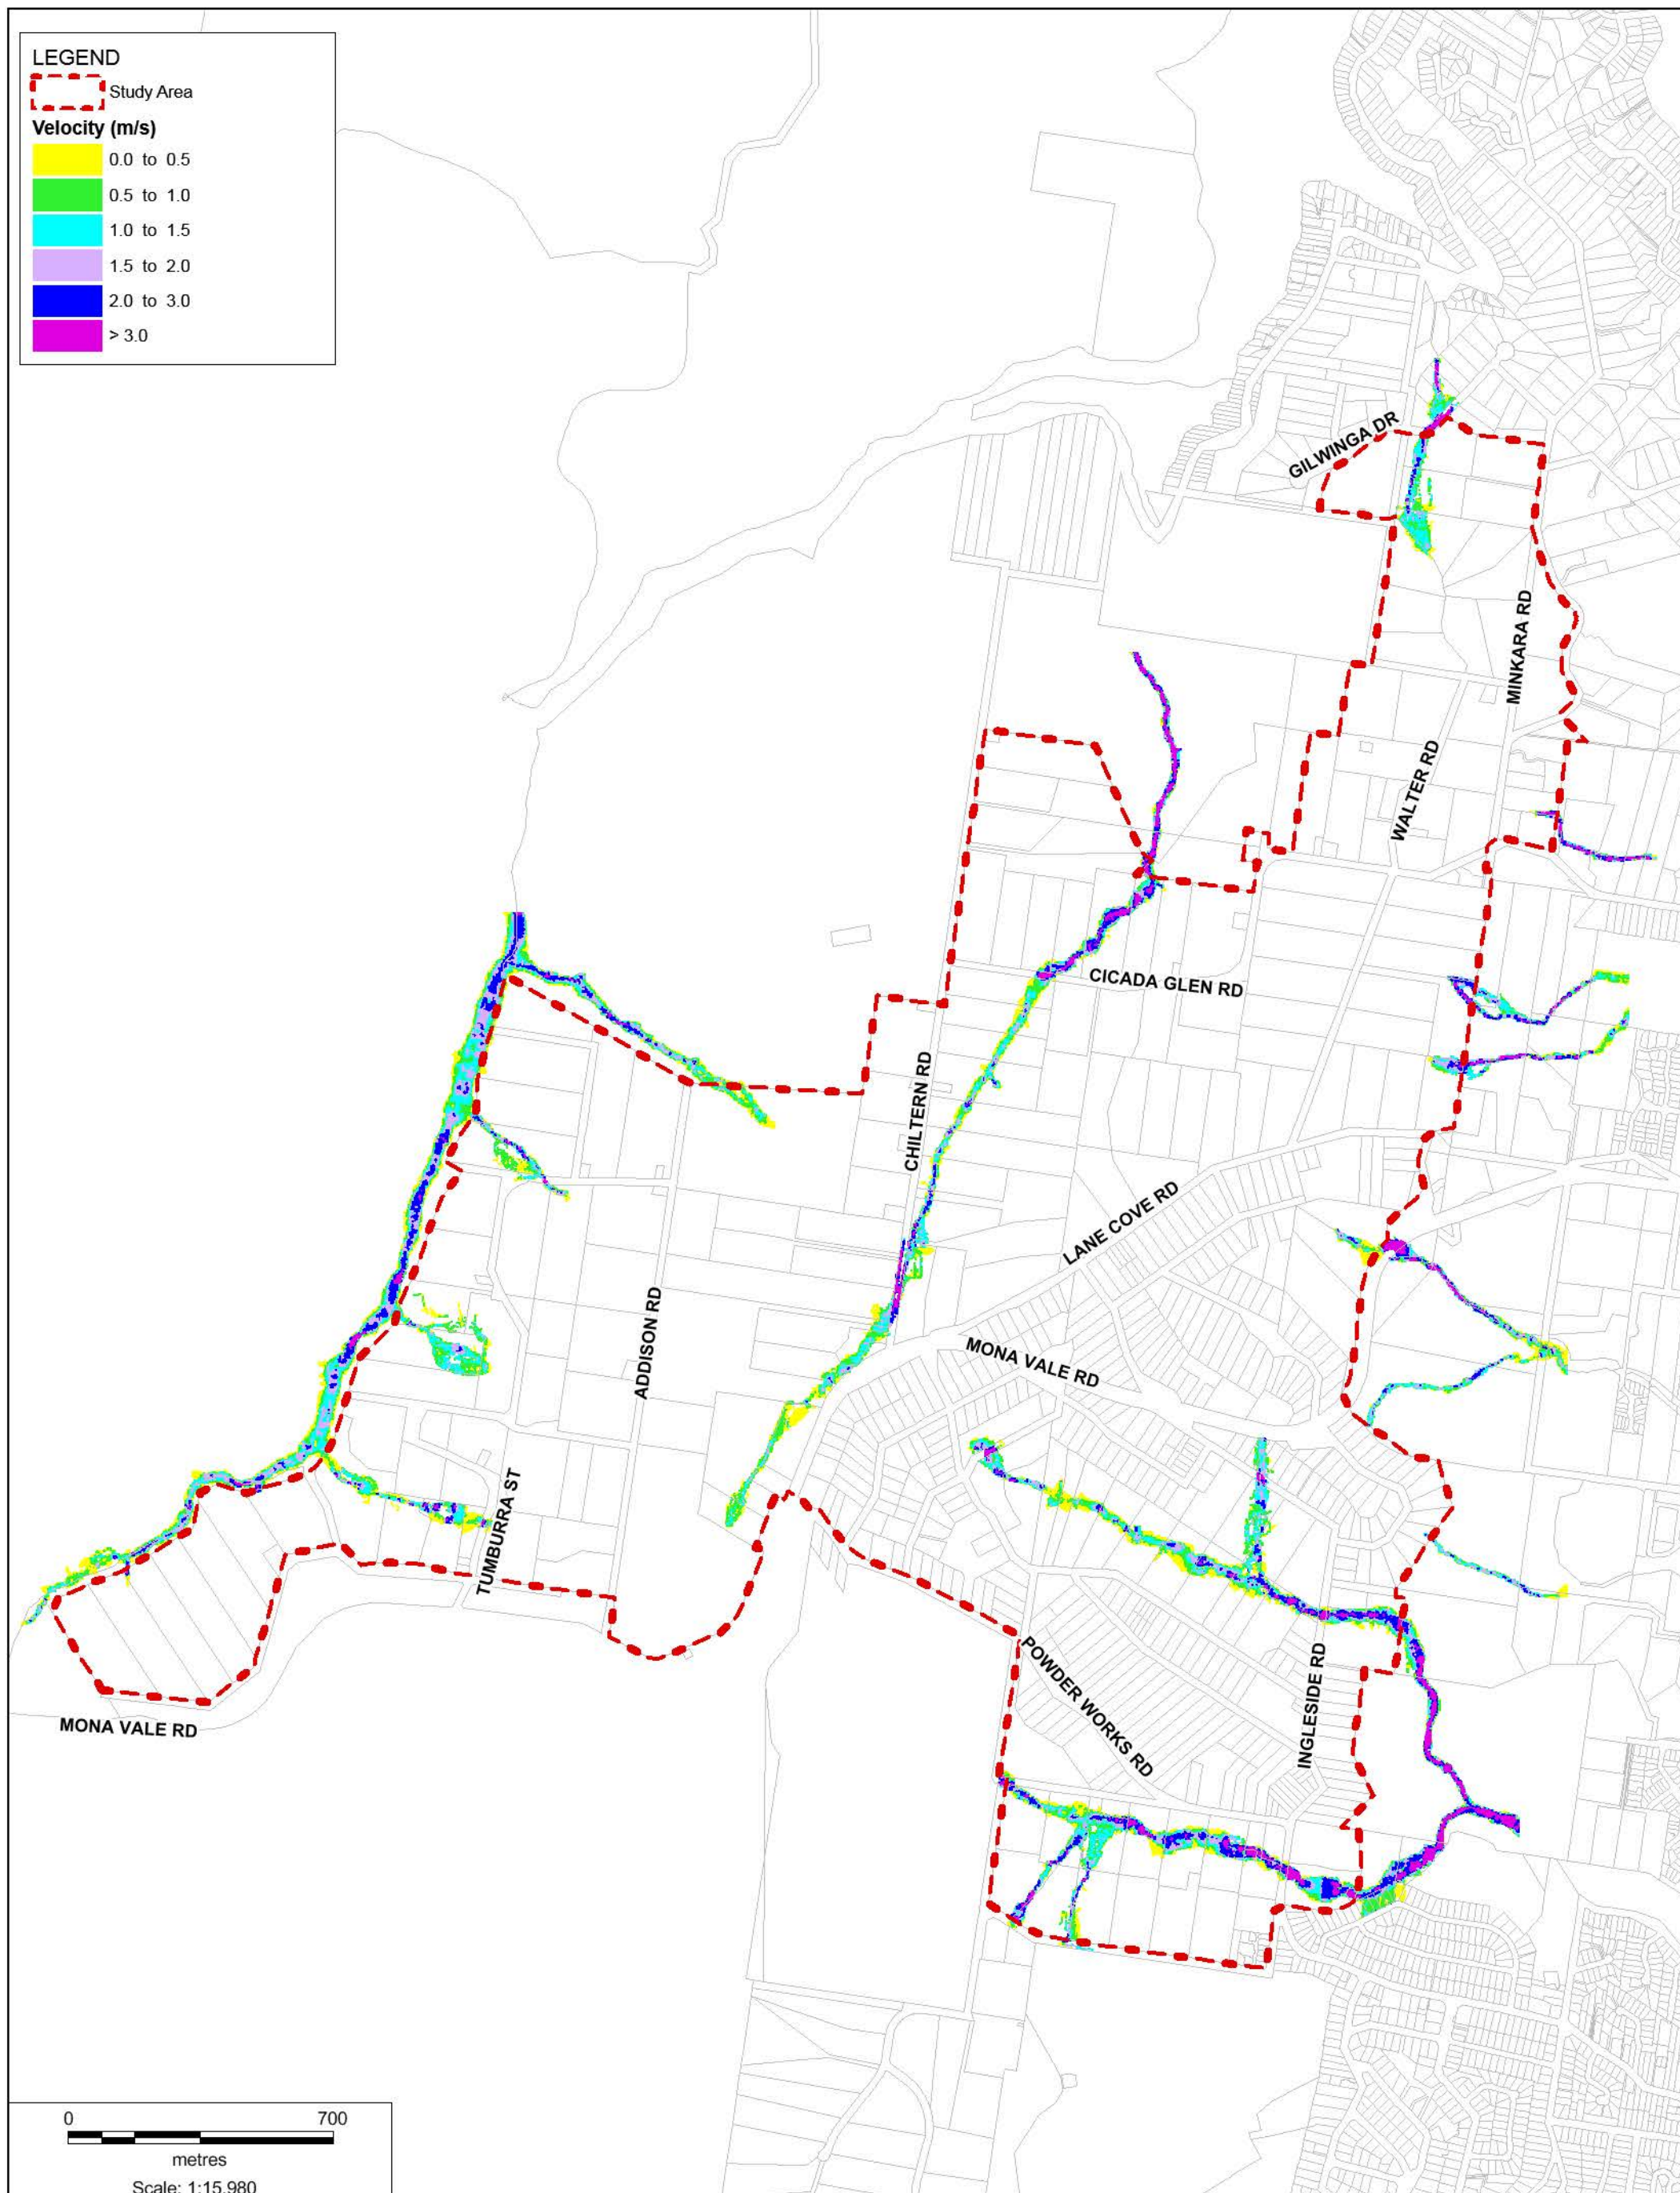 LEGEND
Study Area
Velocity (m/s)
0.0 to 0.5
0.5 to 1.0
1.0 to 1.5
1.5 to 2.0
2.0 to 3.0
> 3.0
GILWINGA DR
MINKARA RD
WALTER RD
CICADA GLEN RD
CHILTERN RD
LANE COVE RD
ADDISON RD
MONA VALE RD
TUMBURRA ST
POWDER WORKS RD
INGLESIDE RD
MONA VALE RD
0 700
metres
Scale: 1:15,980